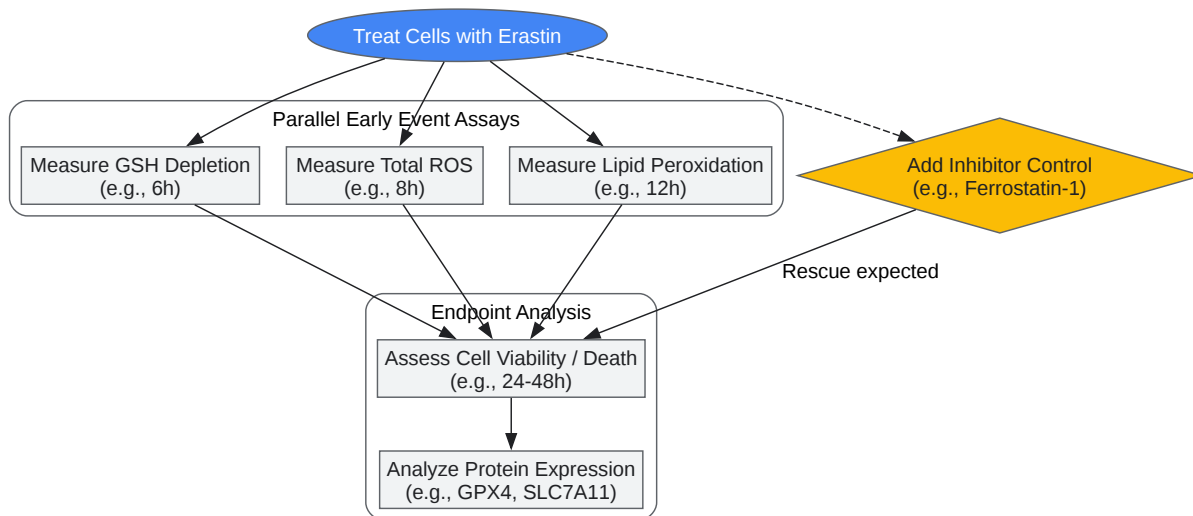 Treat Cells with Erastin
Parallel Early Event Assays
Measure GSH Depletion
(e.g., 6h)
Measure Total ROS
(e.g., 8h)
Measure Lipid Peroxidation
(e.g., 12h)
Add Inhibitor Control
(e.g., Ferrostatin-1)
Rescue expected
Endpoint Analysis
Assess Cell Viability / Death
(e.g., 24-48h)
Analyze Protein Expression
(e.g., GPX4, SLC7A11)